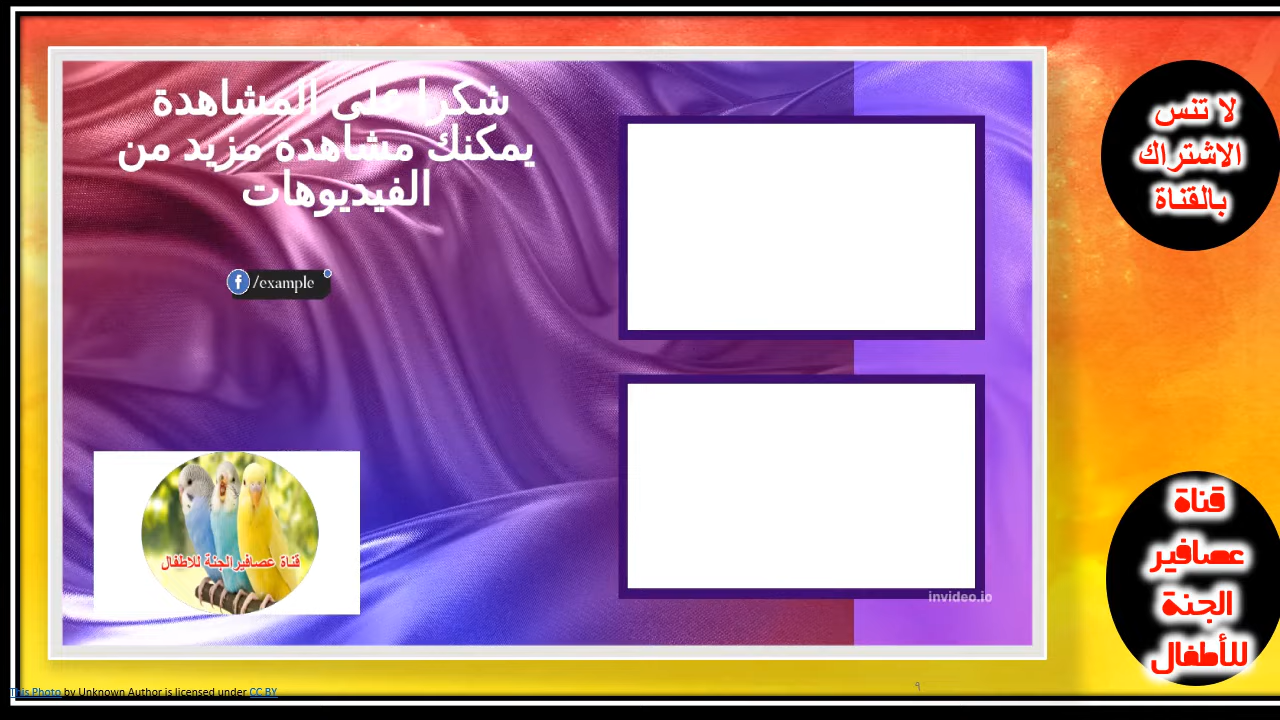 شكرا على المشاهدة
يمكنك مشاهدة مزيد من
الفيديوهات
/example
قناة عصافير الجنة للاطفال
لا تنس
الاشتراك
بالقناة
قناة
عصافير
الجنة
للأطفال
invideo.io
This Photo by Unknown Author is licensed under CC BY
٩